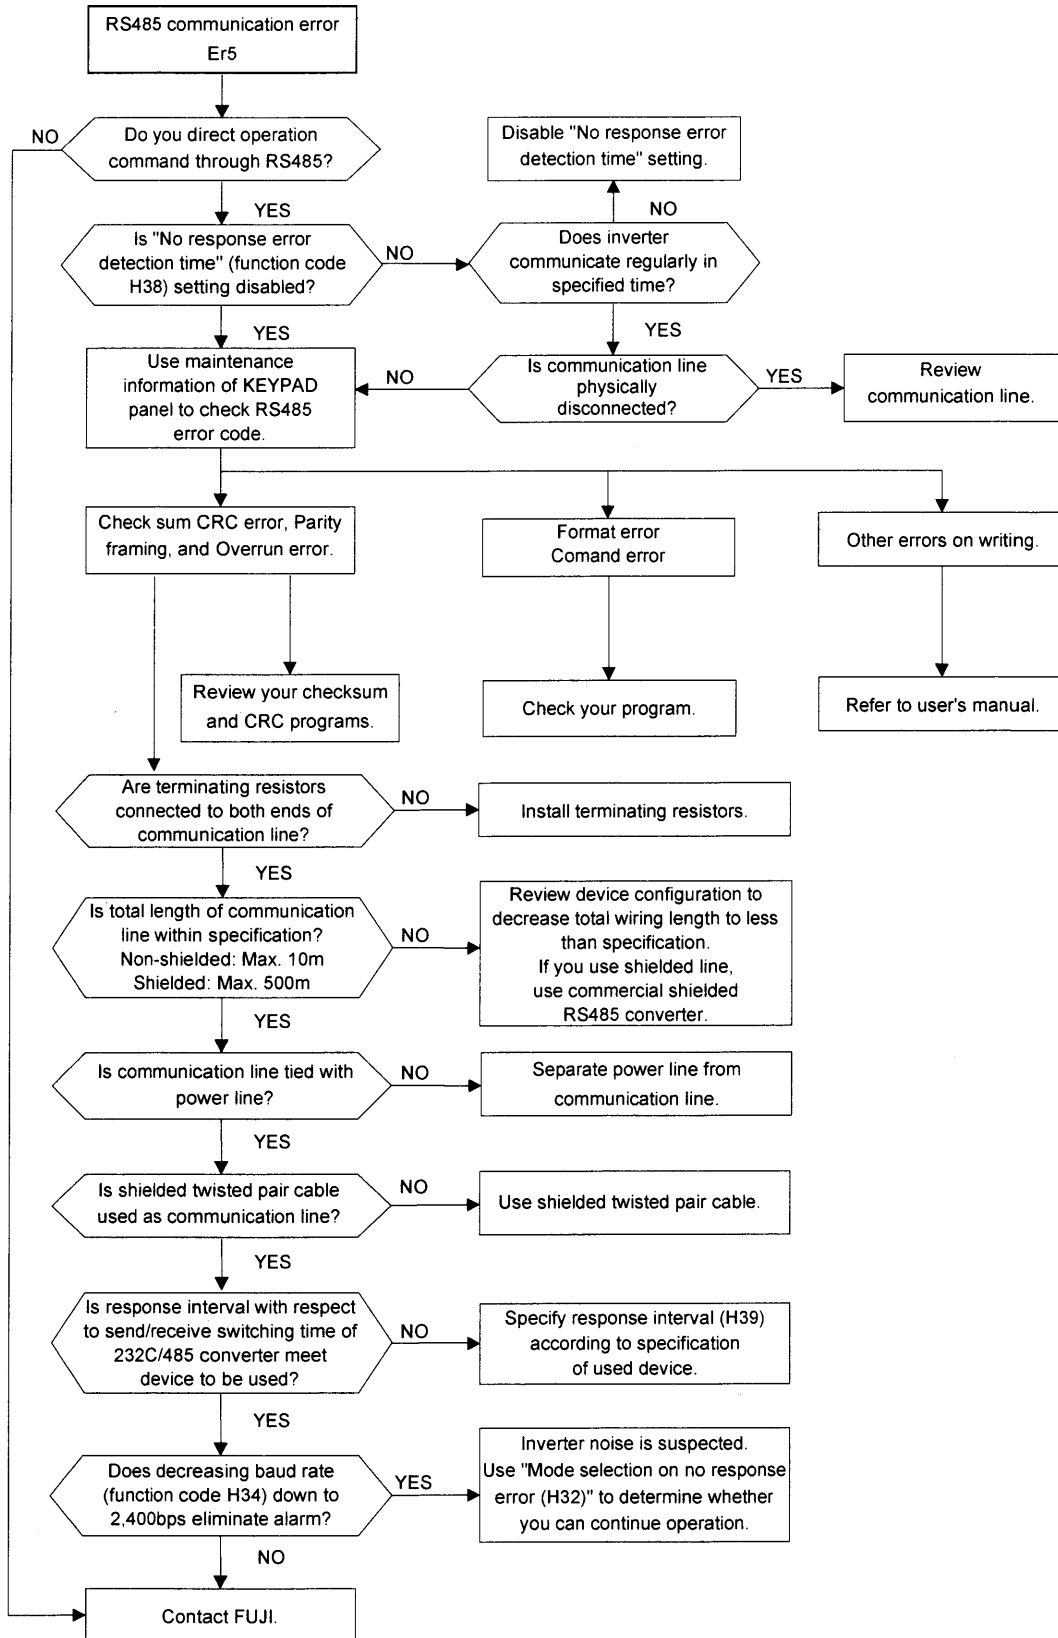 RS485 communication error
Er5
NO
Do you direct operation
command through RS485?
Disable "No response error
detection time" setting.
YES
NO
Is "No response error
detection time" (function code
H38) setting disabled?
NO
Does inverter
communicate regularly in
specified time?
YES
YES
Use maintenance
information of KEYPAD
panel to check RS485
error code.
NO
Is communication line
physically
disconnected?
YES
Review
communication line.
Check sum CRC error, Parity
framing, and Overrun error.
Format error
Comand error
Other errors on writing.
Review your checksum
and CRC programs.
Check your program.
Refer to user's manual.
Are terminating resistors
connected to both ends of
communication line?
NO
Install terminating resistors.
YES
Is total length of communication
line within specification?
Non-shielded: Max. 10m
Shielded: Max. 500m
NO
Review device configuration to
decrease total wiring length to less
than specification.
If you use shielded line,
use commercial shielded
RS485 converter.
YES
Is communication line tied with
power line?
NO
Separate power line from
communication line.
YES
Is shielded twisted pair cable
used as communication line?
NO
Use shielded twisted pair cable.
YES
Is response interval with respect
to send/receive switching time of
232C/485 converter meet
device to be used?
NO
Specify response interval (H39)
according to specification
of used device.
YES
Does decreasing baud rate
(function code H34) down to
2,400bps eliminate alarm?
YES
Inverter noise is suspected.
Use "Mode selection on no response
error (H32)" to determine whether
you can continue operation.
NO
Contact FUJI.